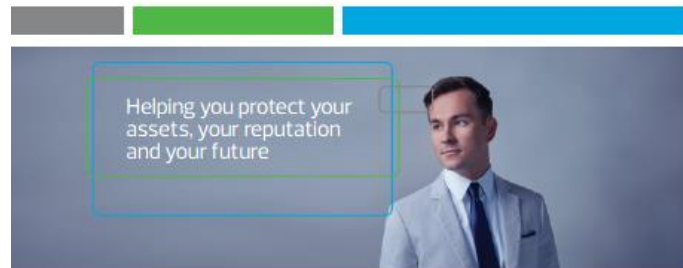 Helping you protect your
assets, your reputation
and your future